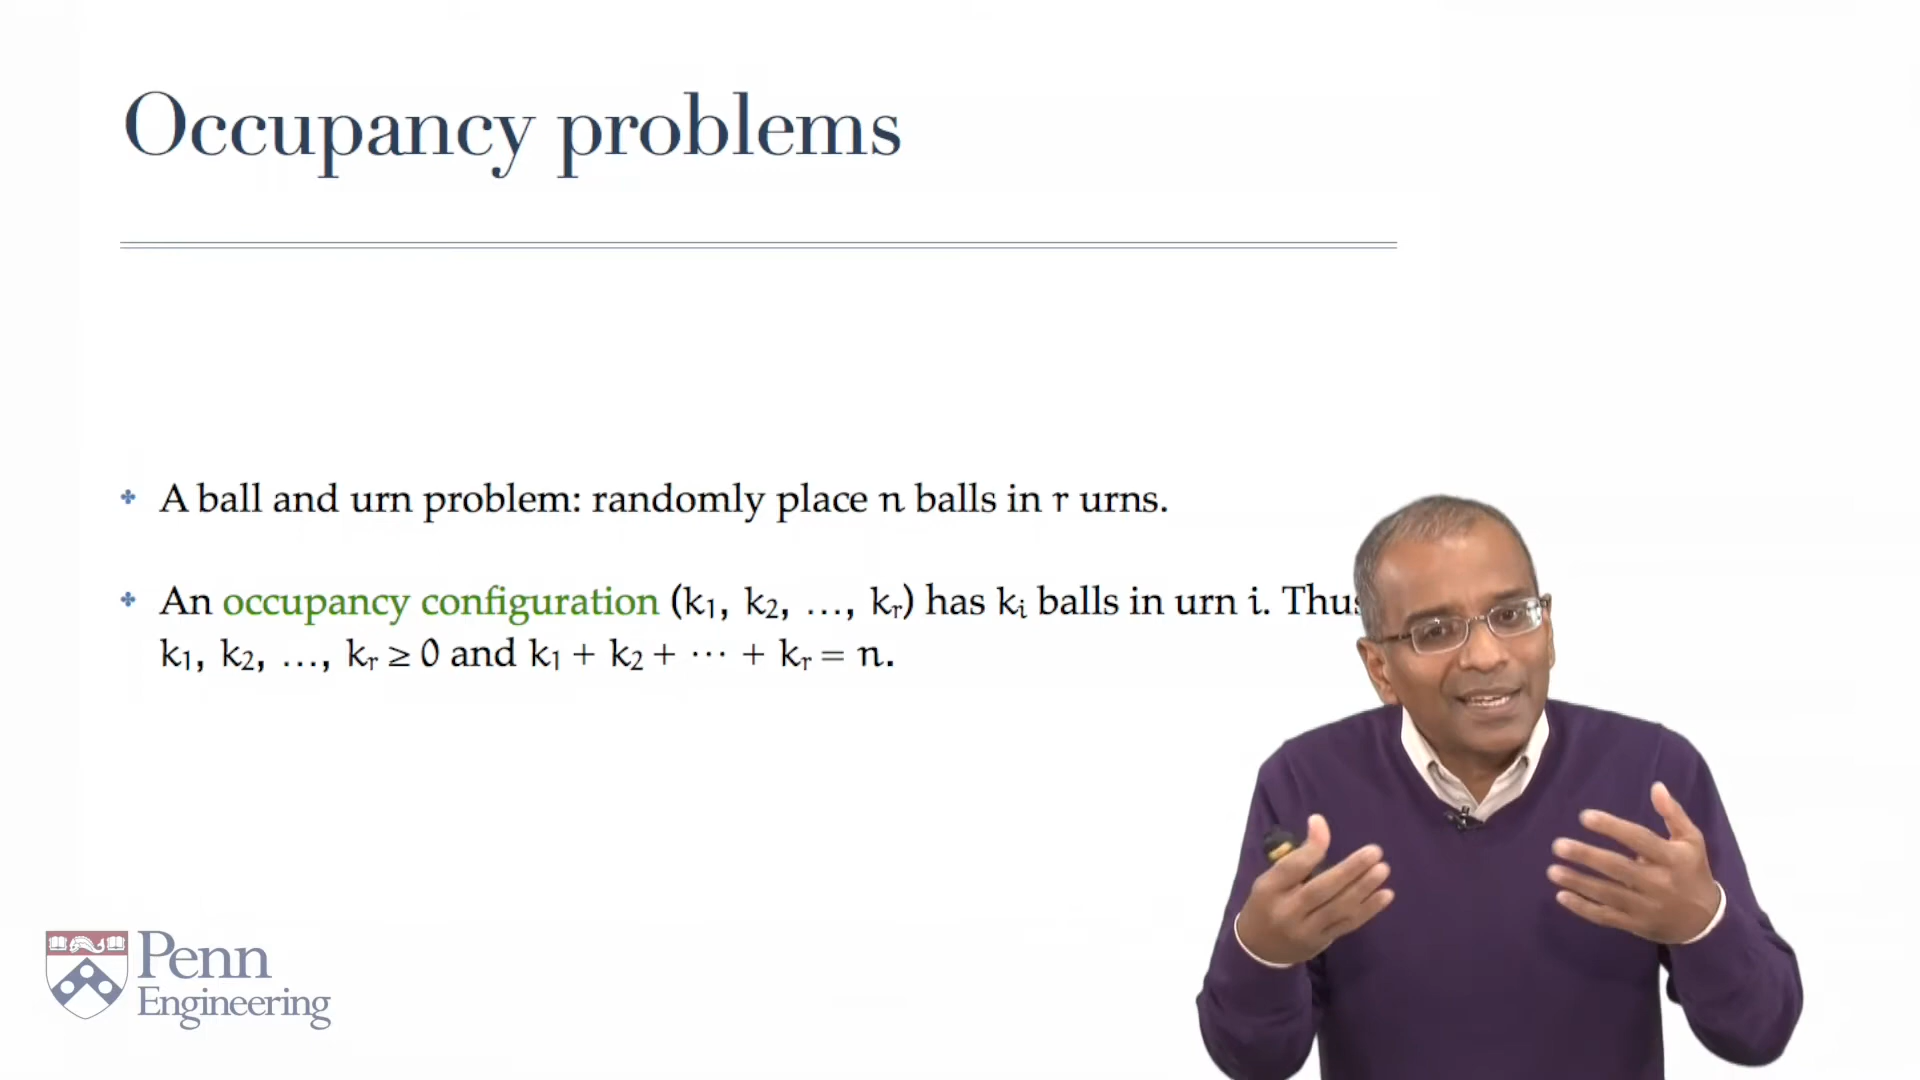 Occupancy problems
A ball and urn problem: randomly place n balls in r urns.
An occupancy configuration (k₁, k₂, …, kᵣ) has kᵢ balls in urn i. Thus
k₁, k₂, …, kᵣ ≥ 0 and k₁ + k₂ + ⋯ + kᵣ = n.
Penn
Engineering